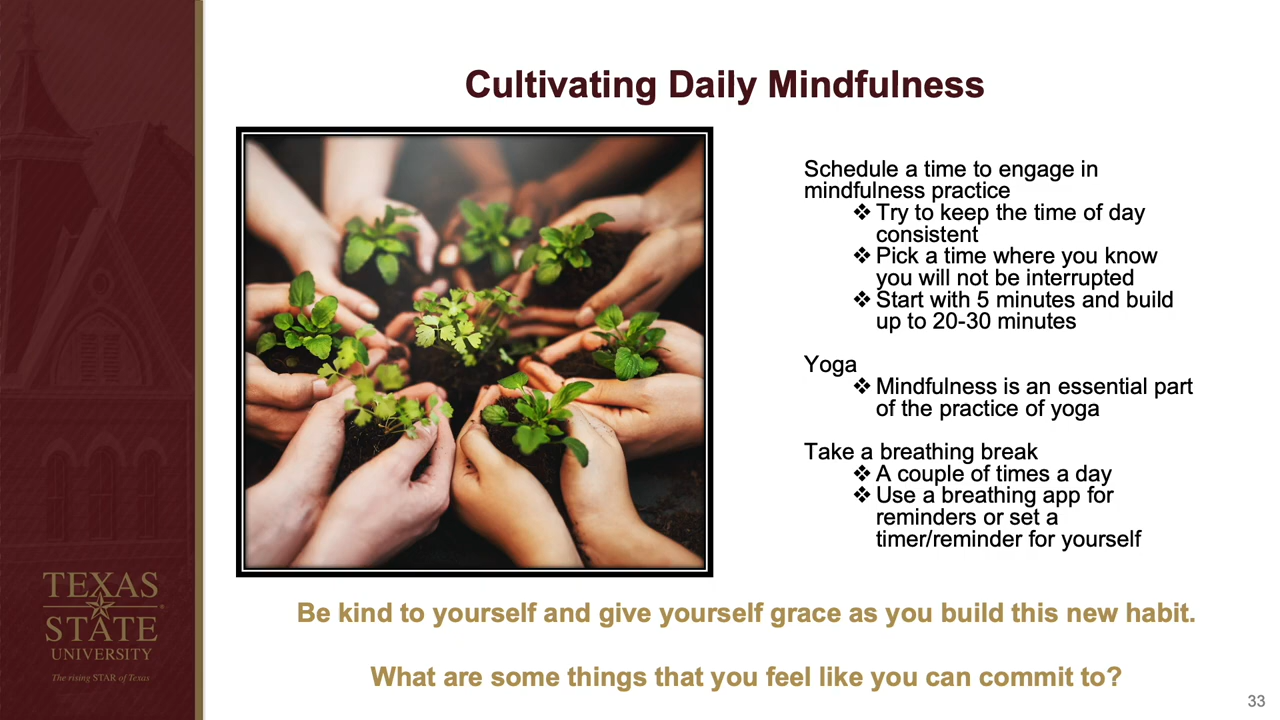 Cultivating Daily Mindfulness
Schedule a time to engage in
mindfulness practice
❖ Try to keep the time of day
consistent
❖ Pick a time where you know
you will not be interrupted
❖ Start with 5 minutes and build
up to 20-30 minutes
Yoga
❖ Mindfulness is an essential part
of the practice of yoga
Take a breathing break
❖ A couple of times a day
❖ Use a breathing app for
reminders or set a
timer/reminder for yourself
Be kind to yourself and give yourself grace as you build this new habit.
What are some things that you feel like you can commit to?
TEXAS
STATE
®
UNIVERSITY
The rising STAR of Texas
33